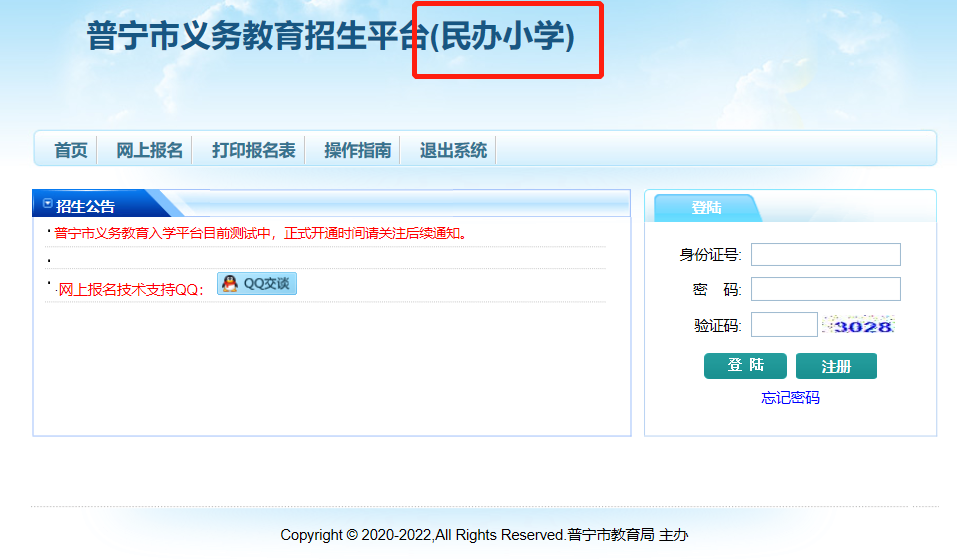 普宁市义务教育招生平台(民办小学)
首页 网上报名 打印报名表 操作指南 退出系统
招生公告
普宁市义务教育入学平台目前测试中，正式开通时间请关注后续通知。
·网上报名技术支持QQ： QQ交谈
登陆
身份证号:
密 码:
验证码: 3028
登 陆 注册
忘记密码
Copyright © 2020-2022,All Rights Reserved.普宁市教育局 主办